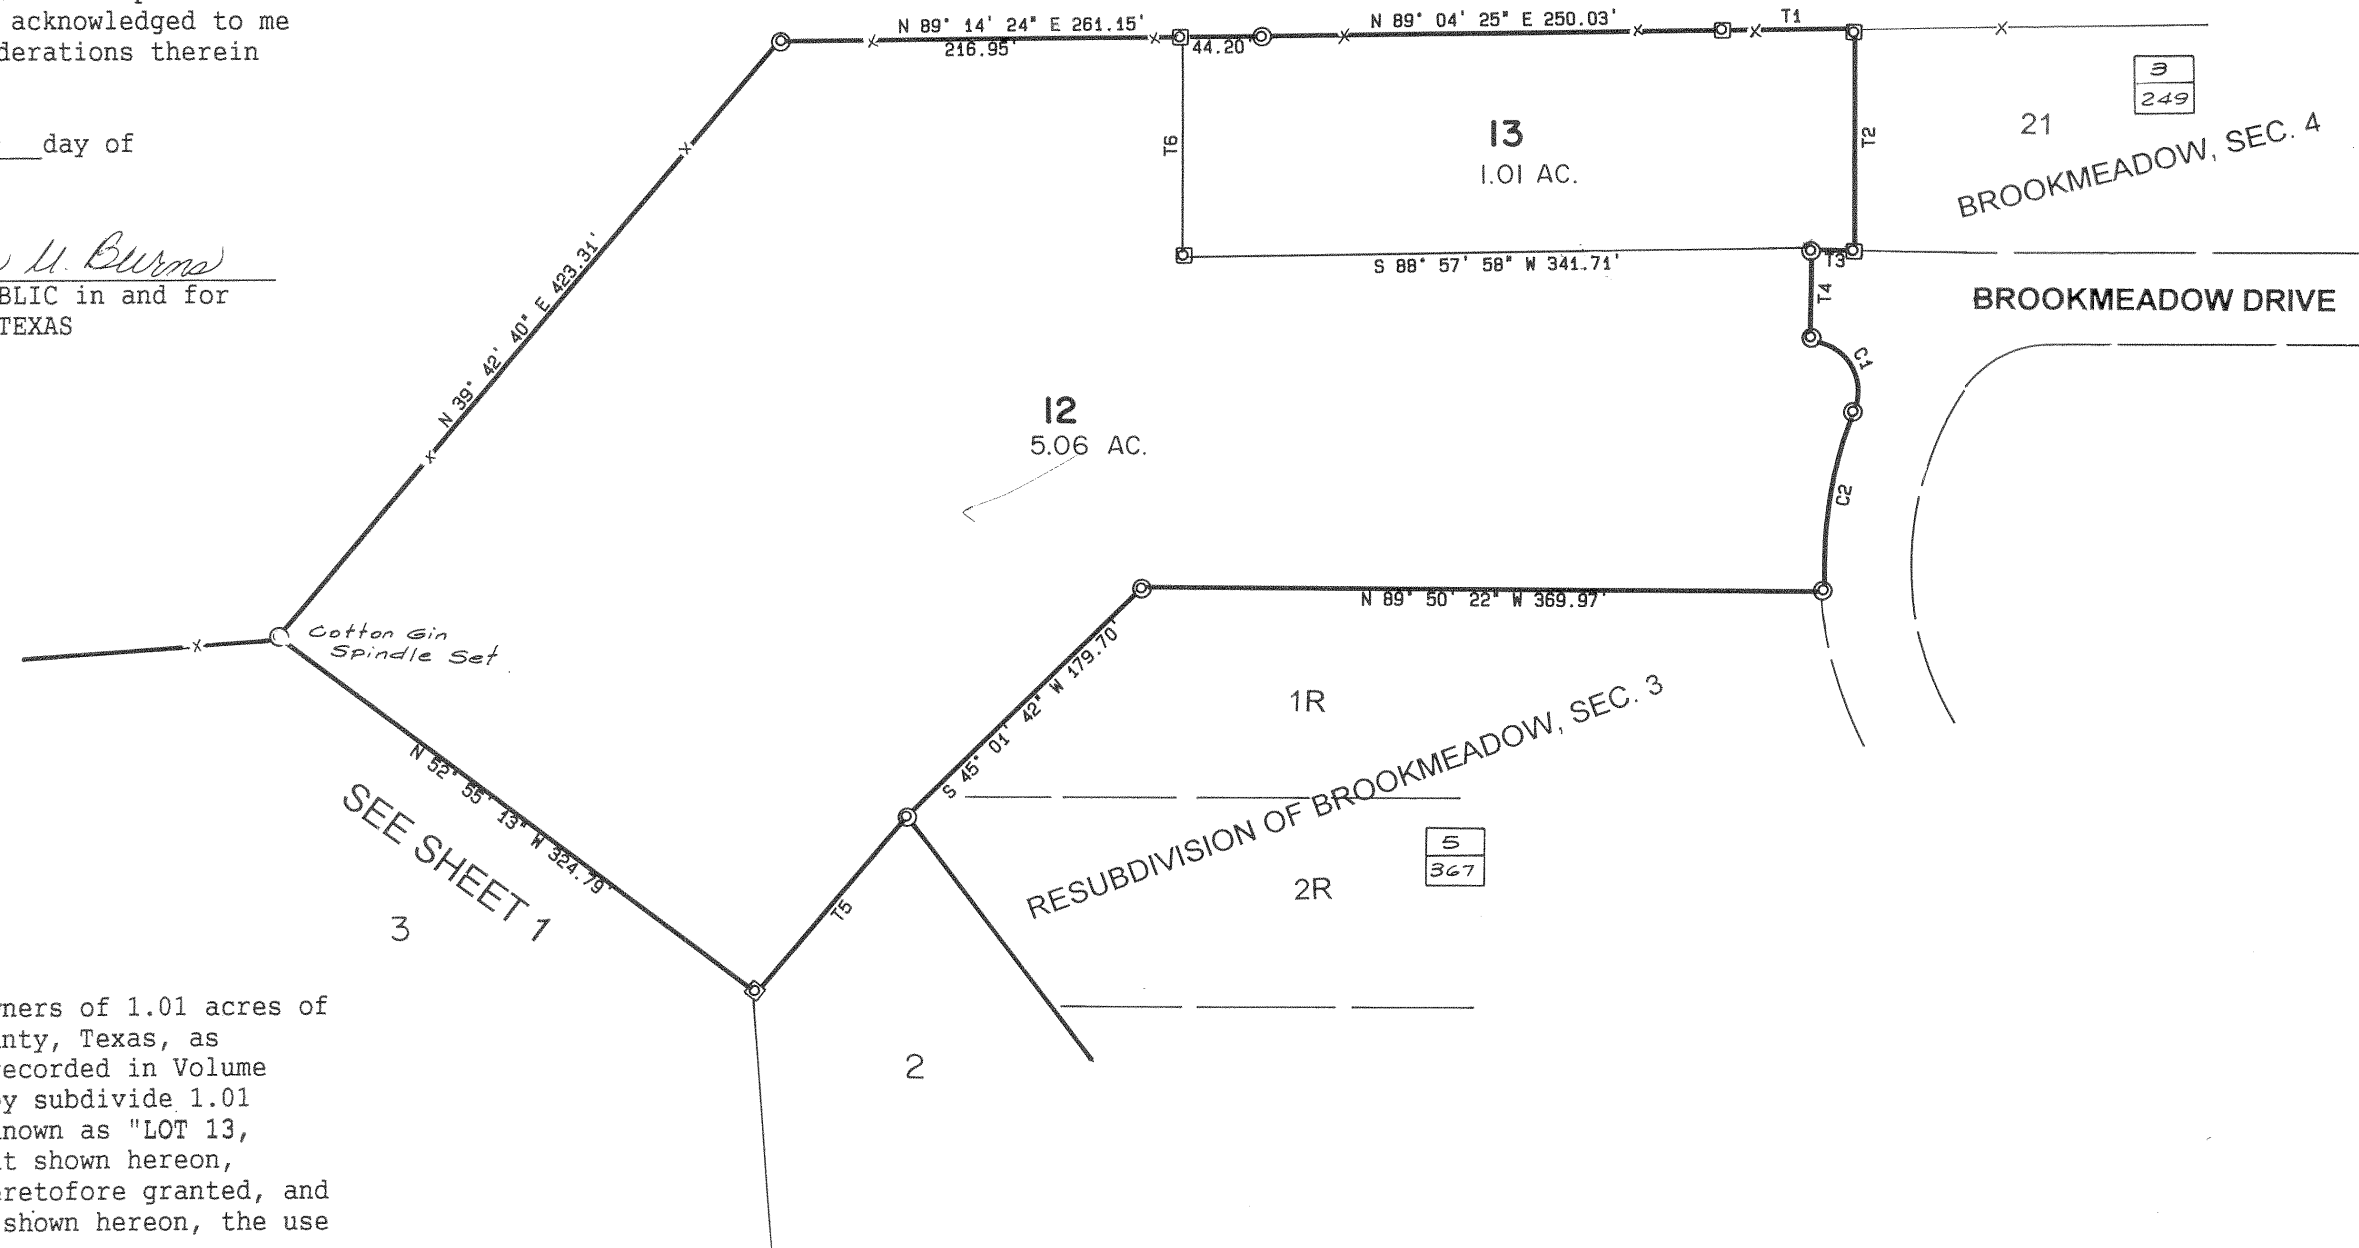 acknowledged to me
derations therein
day of
U. Burns
BLIC in and for
TEXAS
N 89° 14' 24" E 261.15'
216.95'
44.20'
N 89° 04' 25" E 250.03'
T1
3
249
21
BROOKMEADOW, SEC. 4
T2
T6
13
1.01 AC.
S 88° 57' 58" W 341.71'
T3
T4
BROOKMEADOW DRIVE
C1
C2
N 39° 42' 40" E 423.31'
12
5.06 AC.
Cotton Gin
Spindle Set
N 89° 50' 22" W 369.97'
S 45° 01' 42" W 179.70'
1R
RESUBDIVISION OF BROOKMEADOW, SEC. 3
5
367
2R
N 52° 55' 13" W 324.79'
SEE SHEET 1
3
T5
2
ners of 1.01 acres of
nty, Texas, as
recorded in Volume
by subdivide 1.01
nown as "LOT 13,
t shown hereon,
eretofore granted, and
shown hereon, the use